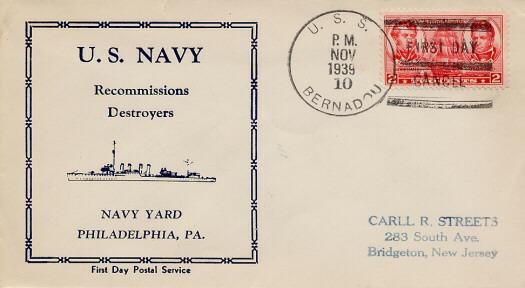 U. S. NAVY
Recommissions
Destroyers
NAVY YARD
PHILADELPHIA, PA.
First Day Postal Service
U. S. S.
P. M.
NOV
1939
10
BERNADOU
FIRST DAY
CANCEL
2 2
CARLL R. STREETS
283 South Ave.
Bridgeton, New Jersey